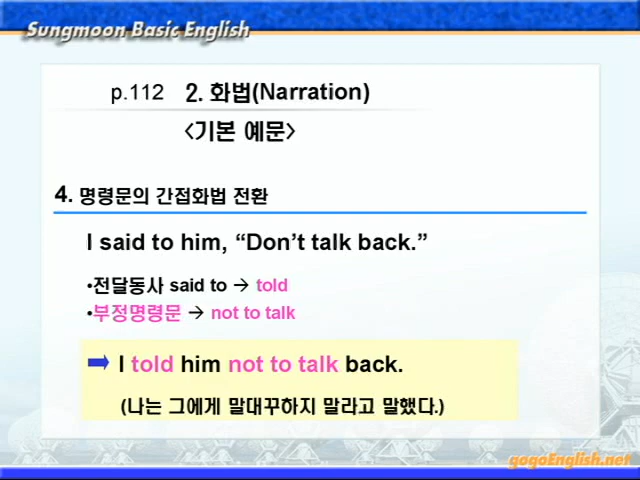 Sungmoon Basic English
p.112 2. 화법(Narration)
<기본 예문>
4. 명령문의 간접화법 전환
I said to him, “Don’t talk back.”
•전달동사 said to → told
•부정명령문 → not to talk
➡ I told him not to talk back.
(나는 그에게 말대꾸하지 말라고 말했다.)
gogoEnglish.net